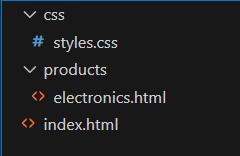 css
# styles.css
products
<> electronics.html
<> index.html